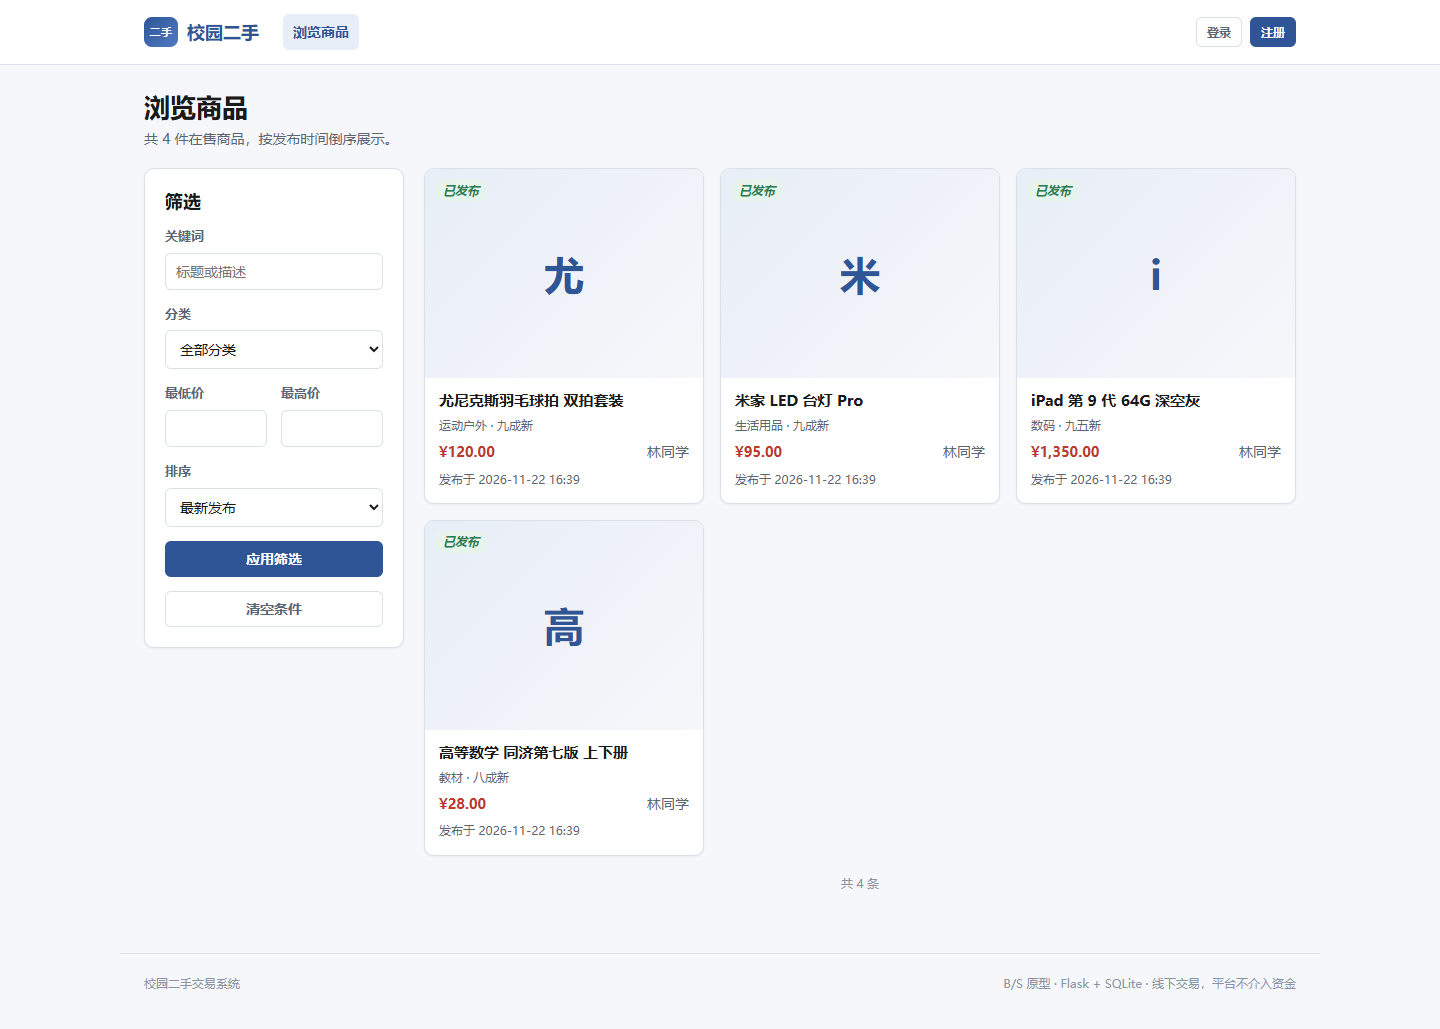 二手 校园二手 浏览商品 登录 注册
浏览商品
共 4 件在售商品，按发布时间倒序展示。
筛选
关键词
标题或描述
分类
全部分类
最低价 最高价
排序
最新发布
应用筛选
清空条件
已发布
尤
尤尼克斯羽毛球拍 双拍套装
运动户外 · 九成新
¥120.00 林同学
发布于 2026-11-22 16:39
已发布
米
米家 LED 台灯 Pro
生活用品 · 九成新
¥95.00 林同学
发布于 2026-11-22 16:39
已发布
i
iPad 第 9 代 64G 深空灰
数码 · 九五新
¥1,350.00 林同学
发布于 2026-11-22 16:39
已发布
高
高等数学 同济第七版 上下册
教材 · 八成新
¥28.00 林同学
发布于 2026-11-22 16:39
共 4 条
校园二手交易系统
B/S 原型 · Flask + SQLite · 线下交易，平台不介入资金